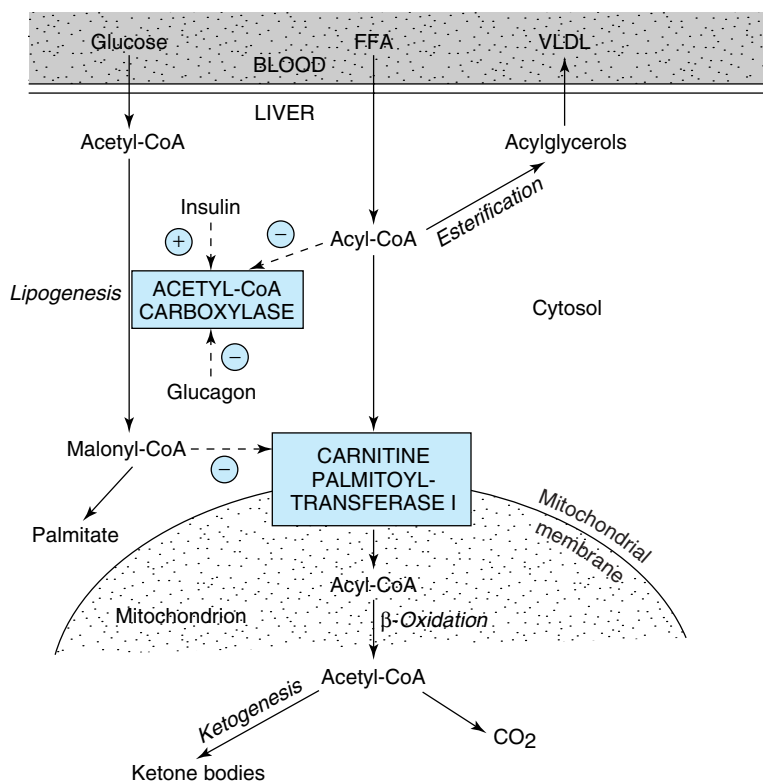 Glucose
FFA
VLDL
BLOOD
LIVER
Acetyl-CoA
Acylglycerols
Insulin
Esterification
+
−
Acyl-CoA
Lipogenesis
ACETYL-CoA
CARBOXYLASE
Cytosol
−
Glucagon
Malonyl-CoA
−
CARNITINE
PALMITOYL-
TRANSFERASE I
Mitochondrial
membrane
Palmitate
Acyl-CoA
Mitochondrion
β-Oxidation
Acetyl-CoA
Ketogenesis
CO2
Ketone bodies